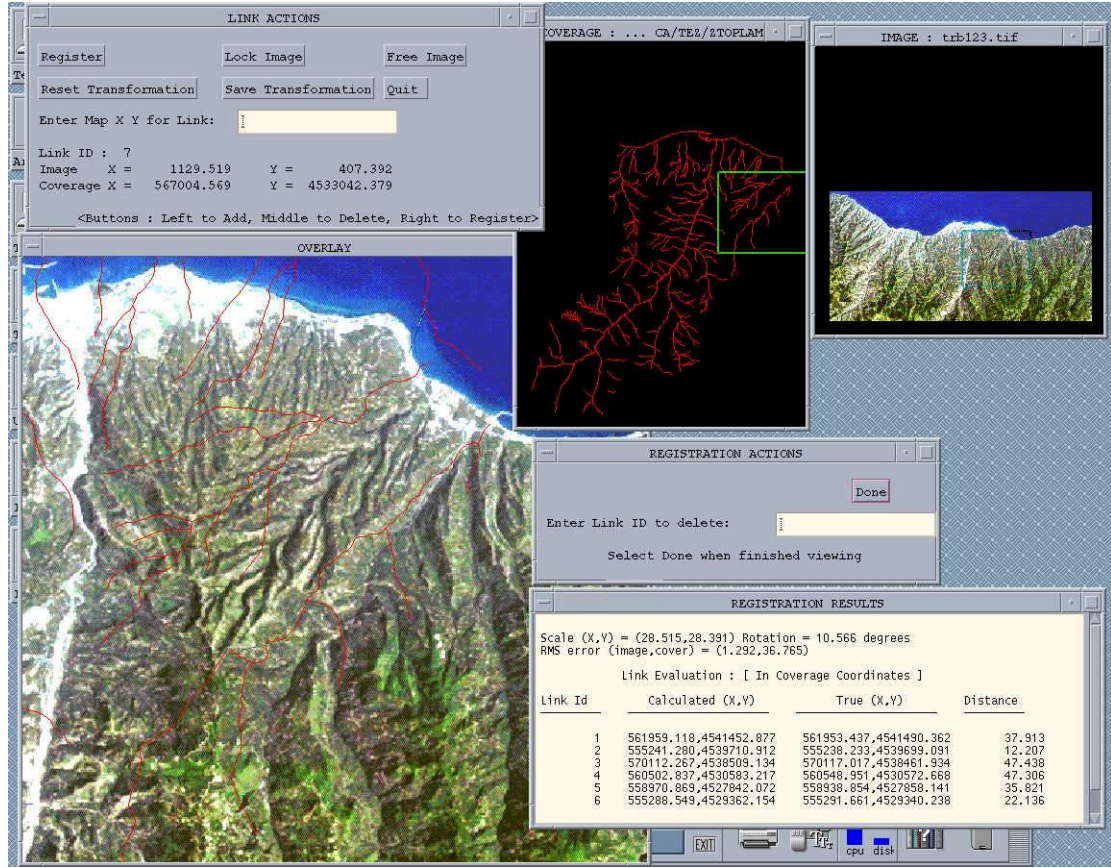 LINK ACTIONS
Register Lock Image Free Image
Reset Transformation Save Transformation Quit
Enter Map X Y for Link:
Link ID : 7
Image X = 1129.519 Y = 407.392
Coverage X = 567004.569 Y = 4533042.379
<Buttons : Left to Add, Middle to Delete, Right to Register>
COVERAGE : ... CA/TEZ/ZTOPLAM
IMAGE : trb123.tif
OVERLAY
REGISTRATION ACTIONS
Done
Enter Link ID to delete:
Select Done when finished viewing
REGISTRATION RESULTS
Scale (X,Y) = (28.515,28.391) Rotation = 10.566 degrees
RMS error (image,cover) = (1.292,36.765)
Link Evaluation : [ In Coverage Coordinates ]
Link Id Calculated (X,Y) True (X,Y) Distance
1 561959.118,4541452.877 561953.437,4541490.362 37.913
2 555241.280,4539710.912 555238.233,4539699.091 12.207
3 570112.267,4538509.134 570117.017,4538461.934 47.438
4 560502.837,4530583.217 560548.951,4530572.668 47.306
5 558970.869,4527842.072 558938.854,4527858.141 35.821
6 555288.549,4529362.154 555291.661,4529340.238 22.136
EXIT
cpu disk